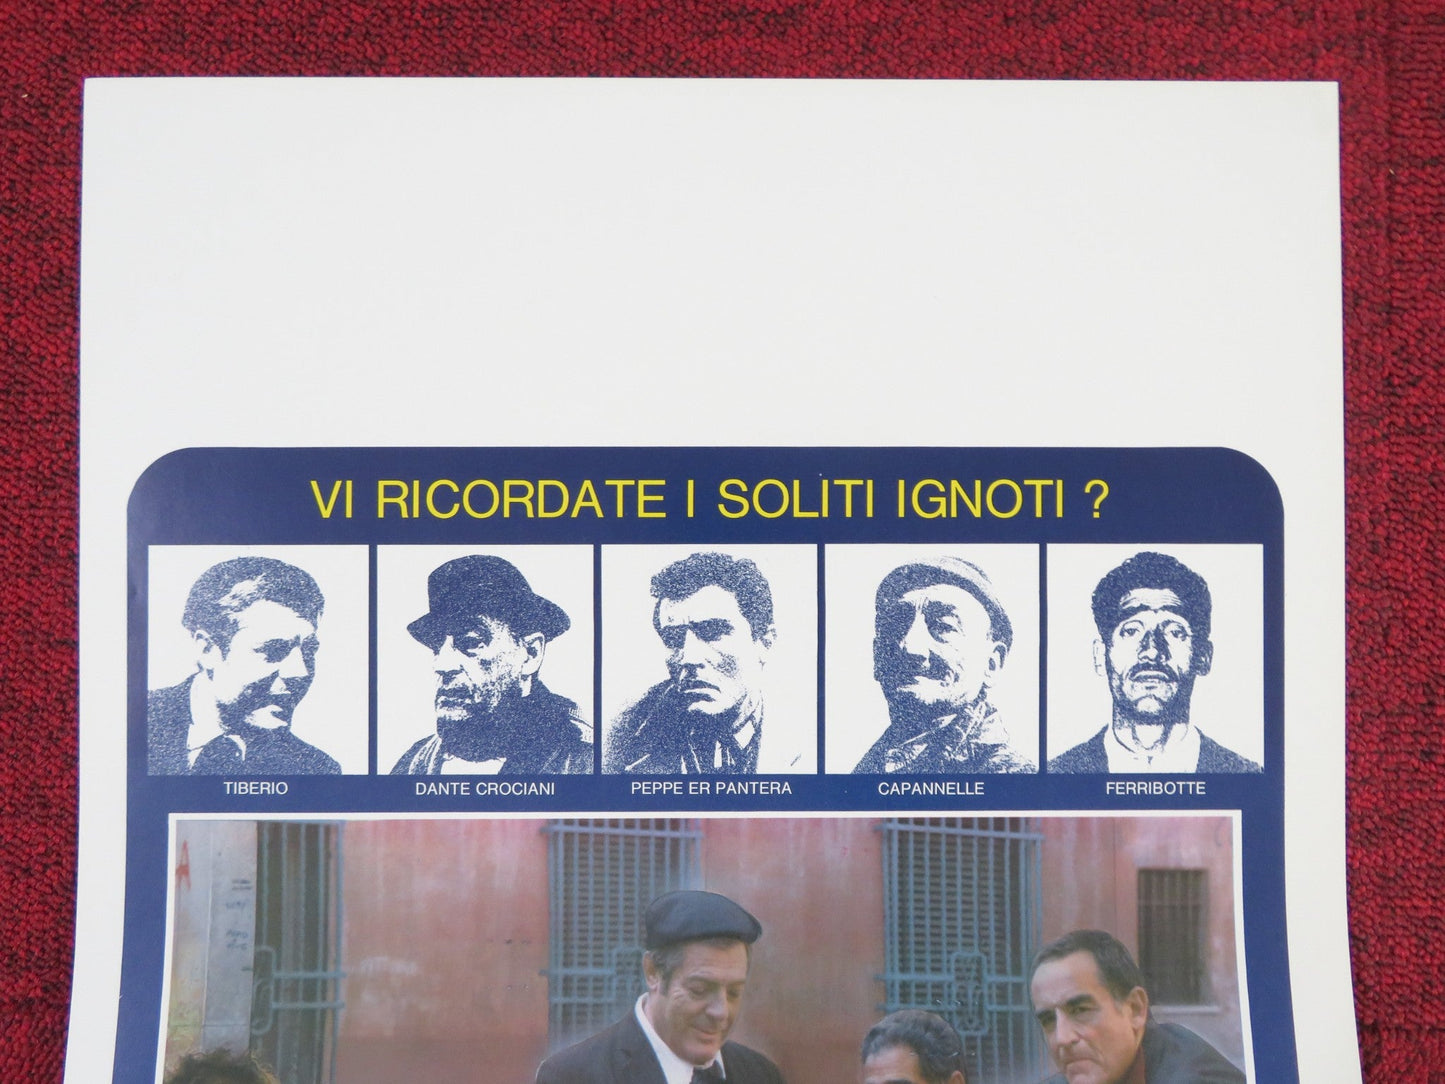 VI RICORDATE I SOLITI IGNOTI ?
TIBERIO
DANTE CROCIANI
PEPPE ER PANTERA
CAPANNELLE
FERRIBOTTE
A